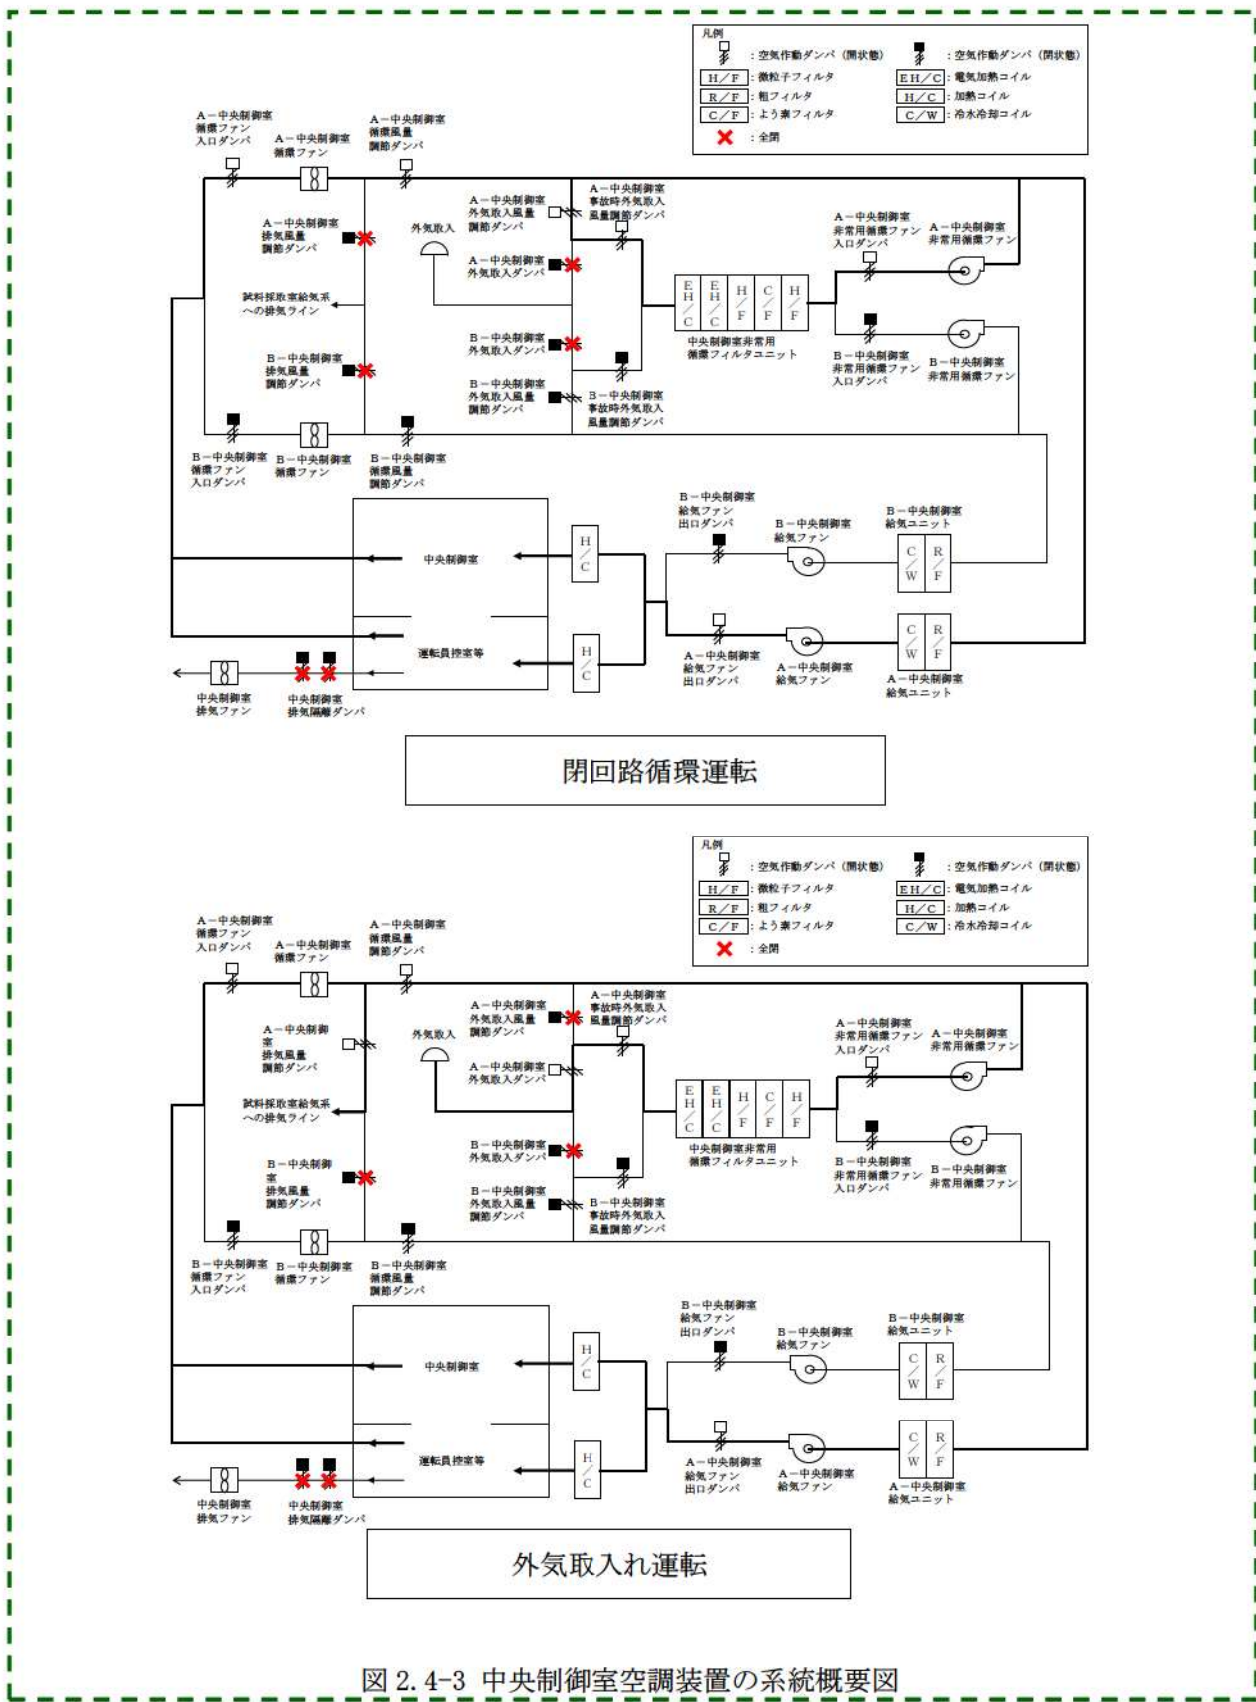 凡例
：空気作動ダンパ（開状態）
：空気作動ダンパ（閉状態）
H／F：微粒子フィルタ
EH／C：電気加熱コイル
R／F：粗フィルタ
H／C：加熱コイル
C／F：よう素フィルタ
C／W：冷水冷却コイル
：全閉
A－中央制御室
循環ファン
入口ダンパ
A－中央制御室
循環ファン
A－中央制御室
循環風量
調節ダンパ
A－中央制御室
排気風量
調節ダンパ
外気取入
A－中央制御室
外気取入風量
調節ダンパ
A－中央制御室
事故時外気取入
風量調節ダンパ
A－中央制御室
外気取入ダンパ
A－中央制御室
非常用循環ファン
入口ダンパ
A－中央制御室
非常用循環ファン
試料採取室給気系
への排気ライン
EH／C
EH／C
H／F
C／F
H／F
中央制御室非常用
循環フィルタユニット
B－中央制御室
排気風量
調節ダンパ
B－中央制御室
外気取入ダンパ
B－中央制御室
外気取入風量
調節ダンパ
B－中央制御室
事故時外気取入
風量調節ダンパ
B－中央制御室
非常用循環ファン
入口ダンパ
B－中央制御室
非常用循環ファン
B－中央制御室
循環ファン
入口ダンパ
B－中央制御室
循環ファン
B－中央制御室
循環風量
調節ダンパ
中央制御室
H／C
B－中央制御室
給気ファン
出口ダンパ
B－中央制御室
給気ファン
B－中央制御室
給気ユニット
C／W
R／F
運転員控室等
H／C
A－中央制御室
給気ファン
出口ダンパ
A－中央制御室
給気ファン
C／W
R／F
A－中央制御室
給気ユニット
中央制御室
排気ファン
中央制御室
排気隔離ダンパ
閉回路循環運転
凡例
：空気作動ダンパ（開状態）
：空気作動ダンパ（閉状態）
H／F：微粒子フィルタ
EH／C：電気加熱コイル
R／F：粗フィルタ
H／C：加熱コイル
C／F：よう素フィルタ
C／W：冷水冷却コイル
：全閉
A－中央制御室
循環ファン
入口ダンパ
A－中央制御室
循環ファン
A－中央制御室
循環風量
調節ダンパ
A－中央制御
室
排気風量
調節ダンパ
外気取入
A－中央制御室
外気取入風量
調節ダンパ
A－中央制御室
事故時外気取入
風量調節ダンパ
A－中央制御室
外気取入ダンパ
A－中央制御室
非常用循環ファン
入口ダンパ
A－中央制御室
非常用循環ファン
試料採取室給気系
への排気ライン
EH／C
EH／C
H／F
C／F
H／F
中央制御室非常用
循環フィルタユニット
B－中央制御
室
排気風量
調節ダンパ
B－中央制御室
外気取入ダンパ
B－中央制御室
外気取入風量
調節ダンパ
B－中央制御室
事故時外気取入
風量調節ダンパ
B－中央制御室
非常用循環ファン
入口ダンパ
B－中央制御室
非常用循環ファン
B－中央制御室
循環ファン
入口ダンパ
B－中央制御室
循環ファン
B－中央制御室
循環風量
調節ダンパ
中央制御室
H／C
B－中央制御室
給気ファン
出口ダンパ
B－中央制御室
給気ファン
B－中央制御室
給気ユニット
C／W
R／F
運転員控室等
H／C
A－中央制御室
給気ファン
出口ダンパ
A－中央制御室
給気ファン
C／W
R／F
A－中央制御室
給気ユニット
中央制御室
排気ファン
中央制御室
排気隔離ダンパ
外気取入れ運転
図 2.4-3 中央制御室空調装置の系統概要図